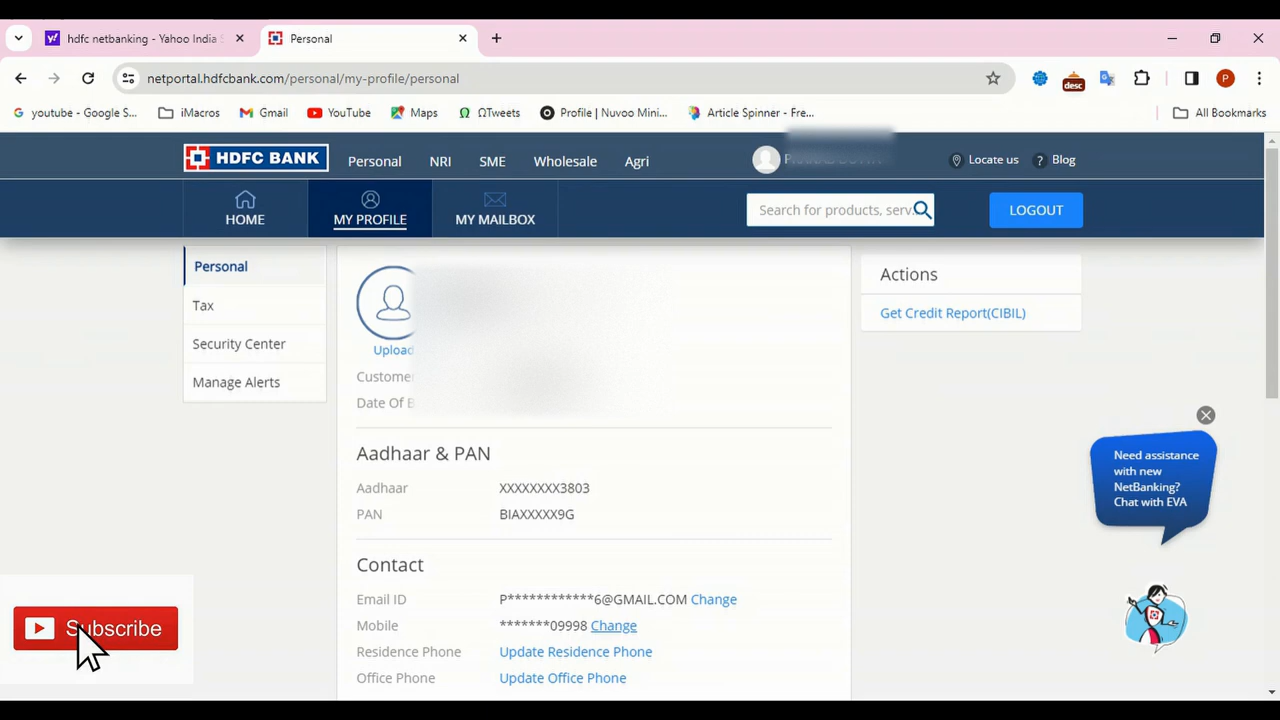 hdfc netbanking - Yahoo India S
Personal
netportal.hdfcbank.com/personal/my-profile/personal
desc
P
youtube - Google S...
iMacros
Gmail
YouTube
Maps
ΩTweets
Profile | Nuvoo Mini...
Article Spinner - Fre...
All Bookmarks
HDFC BANK
Personal
NRI
SME
Wholesale
Agri
Locate us
? Blog
HOME
MY PROFILE
MY MAILBOX
Search for products, serv...
LOGOUT
Personal
Tax
Security Center
Manage Alerts
Upload
Customer
Date Of B
Aadhaar & PAN
Aadhaar XXXXXXXX3803
PAN BIAXXXXX9G
Contact
Email ID P************6@GMAIL.COM Change
Mobile *******09998 Change
Residence Phone Update Residence Phone
Office Phone Update Office Phone
Actions
Get Credit Report(CIBIL)
Need assistance
with new
NetBanking?
Chat with EVA
Subscribe